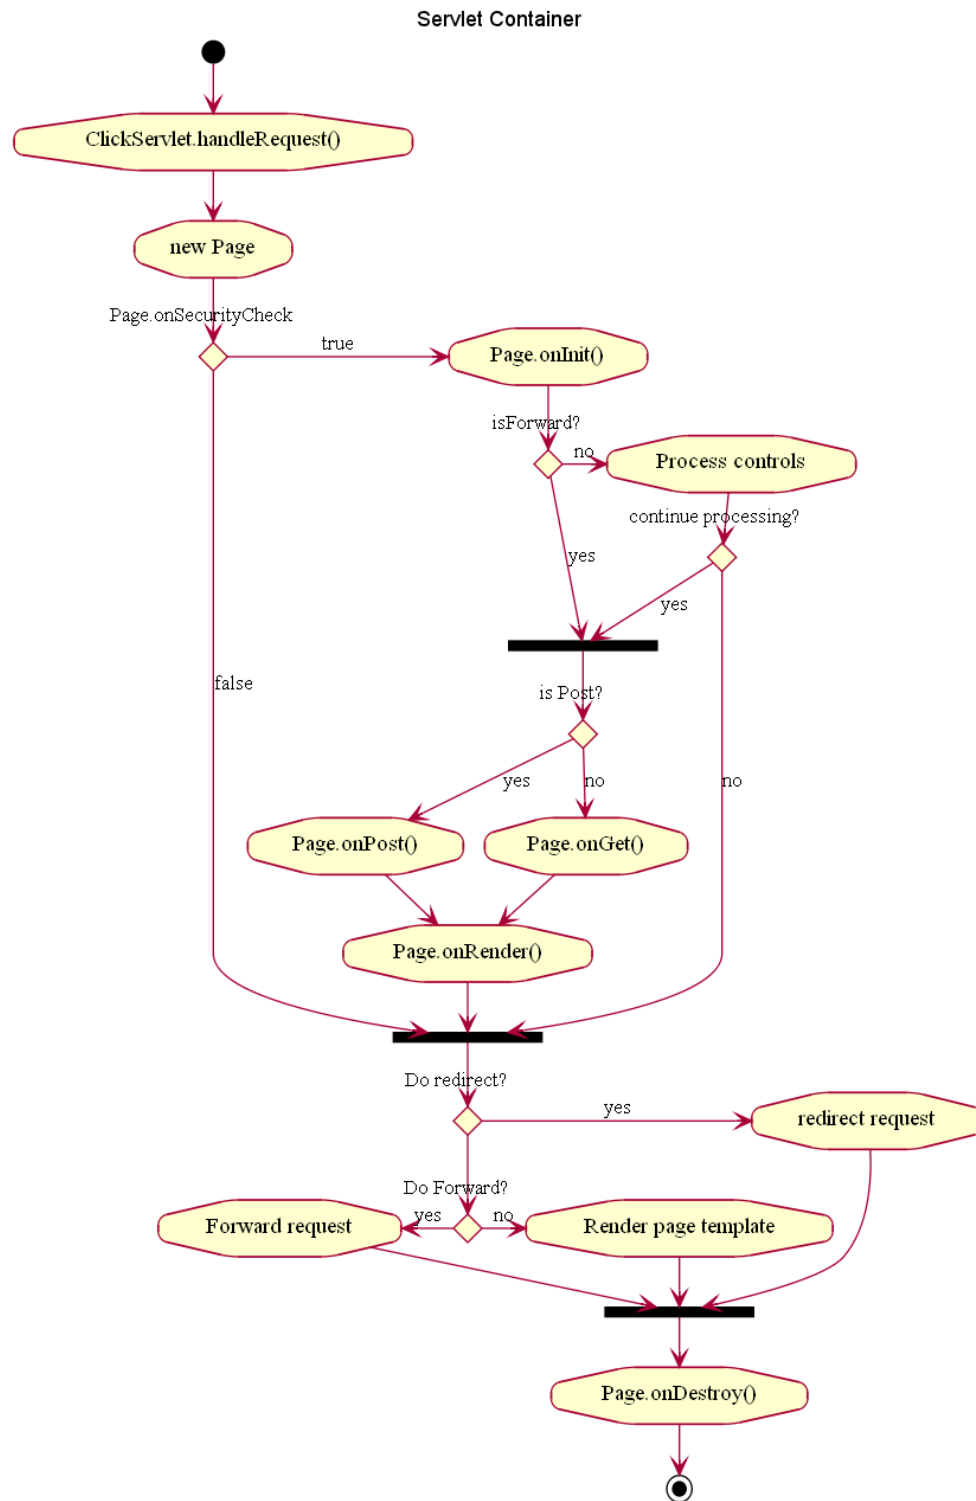 Servlet Container
ClickServlet.handleRequest()
new Page
Page.onSecurityCheck
true
Page.onInit()
isForward?
no
Process controls
continue processing?
yes
yes
false
is Post?
yes
no
no
Page.onPost()
Page.onGet()
Page.onRender()
Do redirect?
yes
redirect request
Do Forward?
yes
no
Forward request
Render page template
Page.onDestroy()